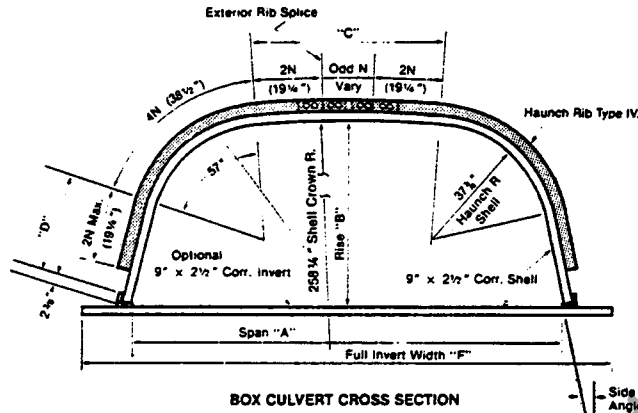 Exterior Rib Splice
"C"
2N
Odd N
2N
(19¼")
Vary
(19¼")
4N (38½")
Haunch Rib Type IV
57"
37⅞"
Haunch R
Shell
"D"
2N Max.
(19¼")
258¼" Shell Crown R.
Rise "B"
Optional
9" x 2½" Corr. Invert
9" x 2½" Corr. Shell
Span "A"
Full Invert Width "F"
Side
Angle
BOX CULVERT CROSS SECTION